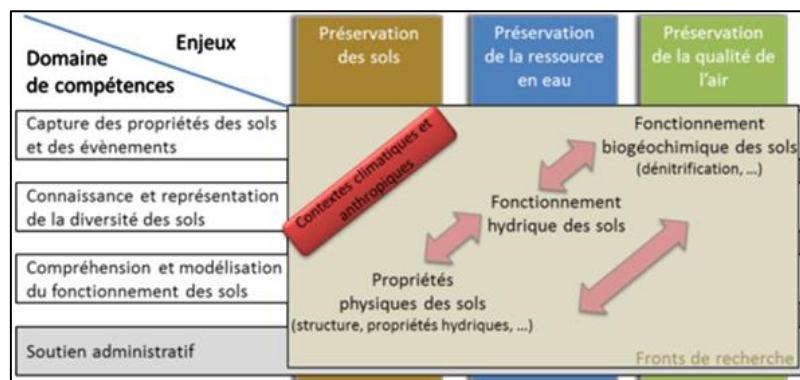 Enjeux
Domaine
de compétences
Préservation
des sols
Préservation
de la ressource
en eau
Préservation
de la qualité de
l'air
Capture des propriétés des sols
et des évènements
Connaissance et représentation
de la diversité des sols
Compréhension et modélisation
du fonctionnement des sols
Soutien administratif
Contextes climatiques et
anthropiques
Fonctionnement
biogéochimique des sols
(dénitrification, ...)
Fonctionnement
hydrique des sols
Propriétés
physiques des sols
(structure, propriétés hydriques, ...)
Fronts de recherche